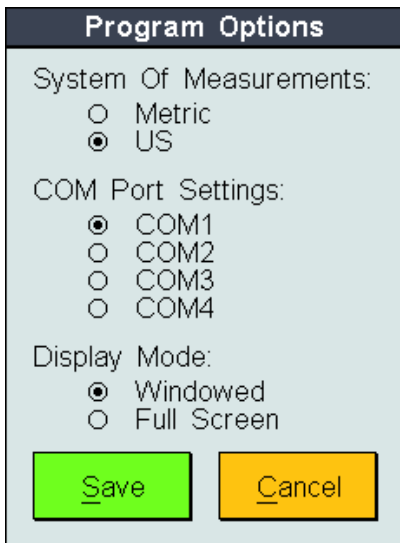 Program Options
System Of Measurements:
Metric
US
COM Port Settings:
COM1
COM2
COM3
COM4
Display Mode:
Windowed
Full Screen
Save Cancel